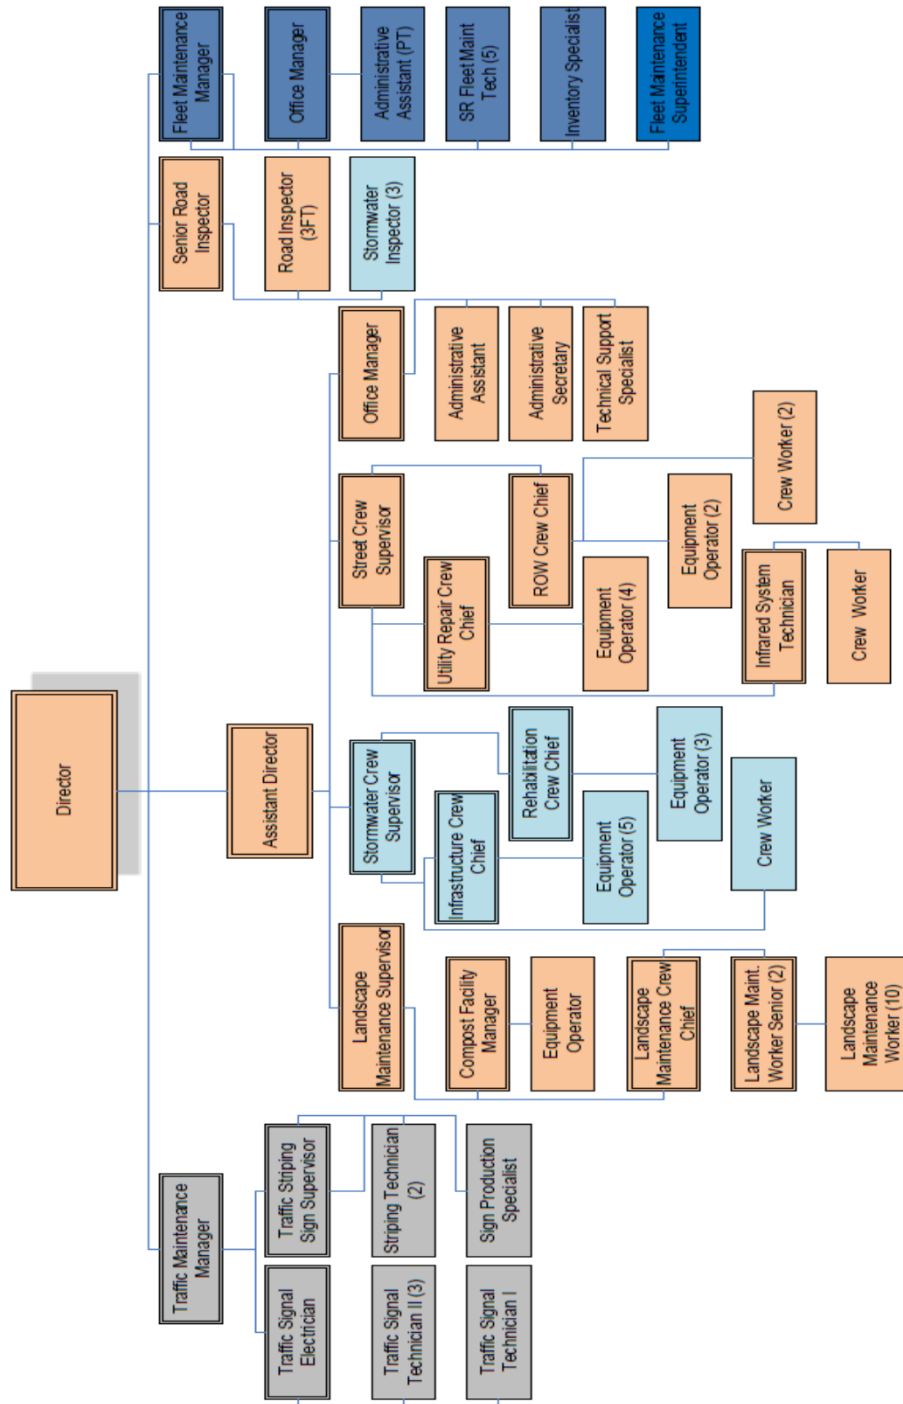 Director
Assistant Director
Traffic Maintenance
Manager
Traffic Signal
Electrician
Traffic Signal
Technician II (3)
Traffic Signal
Technician I
Traffic Striping
Sign Supervisor
Striping Technician
(2)
Sign Production
Specialist
Landscape
Maintenance Supervisor
Compost Facility
Manager
Equipment
Operator
Landscape
Maintenance Crew
Chief
Landscape Maint.
Worker Senior (2)
Landscape
Maintenance
Worker (10)
Stormwater Crew
Supervisor
Infrastructure Crew
Chief
Equipment
Operator (5)
Rehabilitation
Crew Chief
Equipment
Operator (3)
Crew Worker
Street Crew
Supervisor
Utility Repair Crew
Chief
Equipment
Operator (4)
ROW Crew Chief
Equipment
Operator (2)
Crew Worker (2)
Infrared System
Technician
Crew Worker
Office Manager
Administrative
Assistant
Administrative
Secretary
Technical Support
Specialist
Senior Road
Inspector
Road Inspector
(3FT)
Stormwater
Inspector (3)
Fleet Maintenance
Manager
Office Manager
Administrative
Assistant (PT)
SR Fleet Maint
Tech (5)
Inventory Specialist
Fleet Maintenance
Superintendent